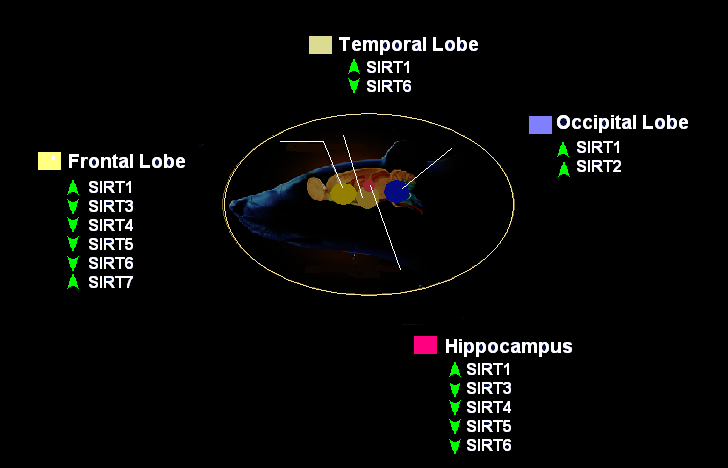 Temporal Lobe
SIRT1
SIRT6
Occipital Lobe
SIRT1
SIRT2
Frontal Lobe
SIRT1
SIRT3
SIRT4
SIRT5
SIRT6
SIRT7
Hippocampus
SIRT1
SIRT3
SIRT4
SIRT5
SIRT6